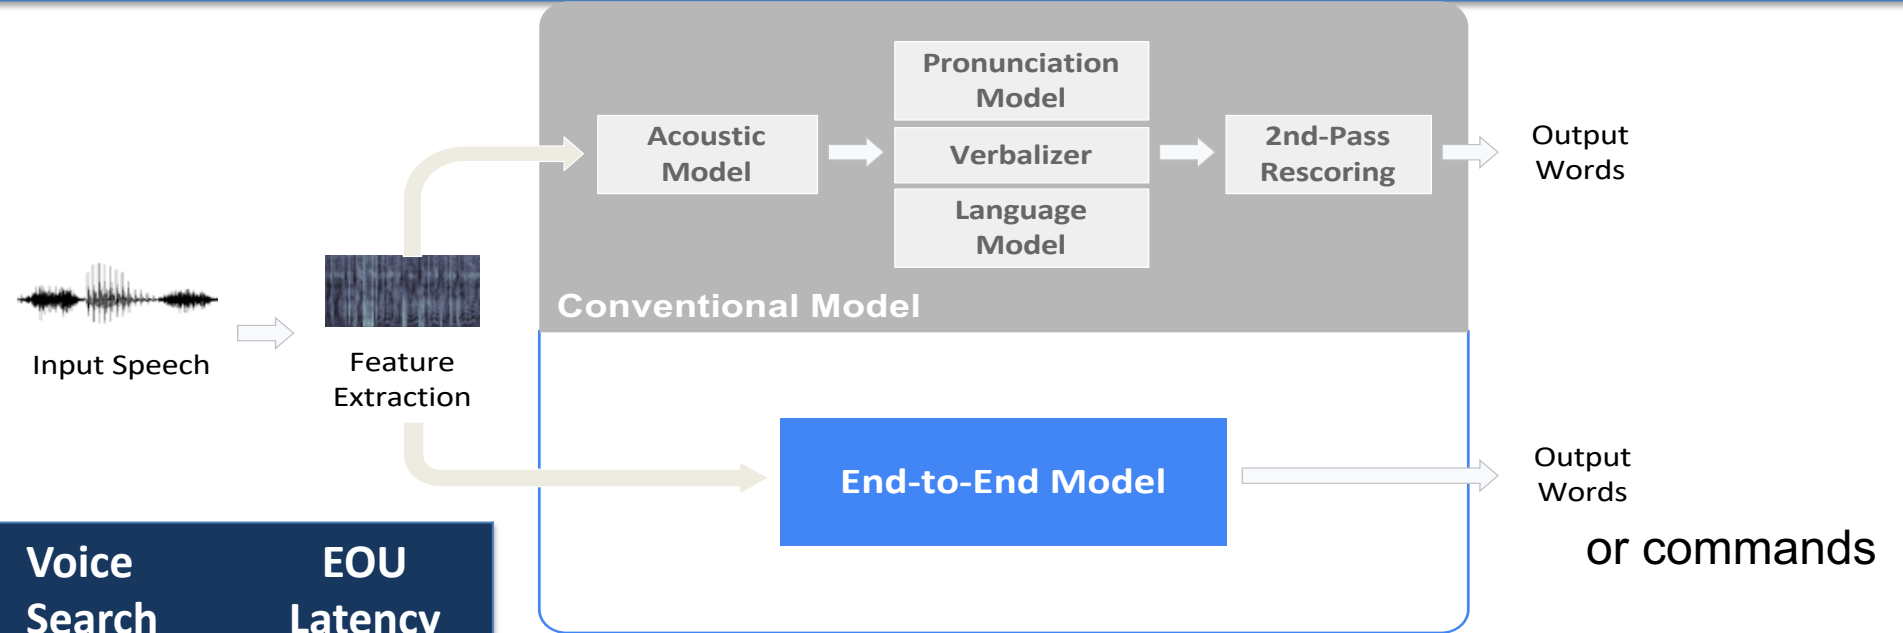 Pronunciation
Model
Acoustic
Model
Verbalizer
2nd-Pass
Rescoring
Output
Words
Language
Model
Conventional Model
Input Speech
Feature
Extraction
End-to-End Model
Output
Words
or commands
Voice EOU
Search Latency